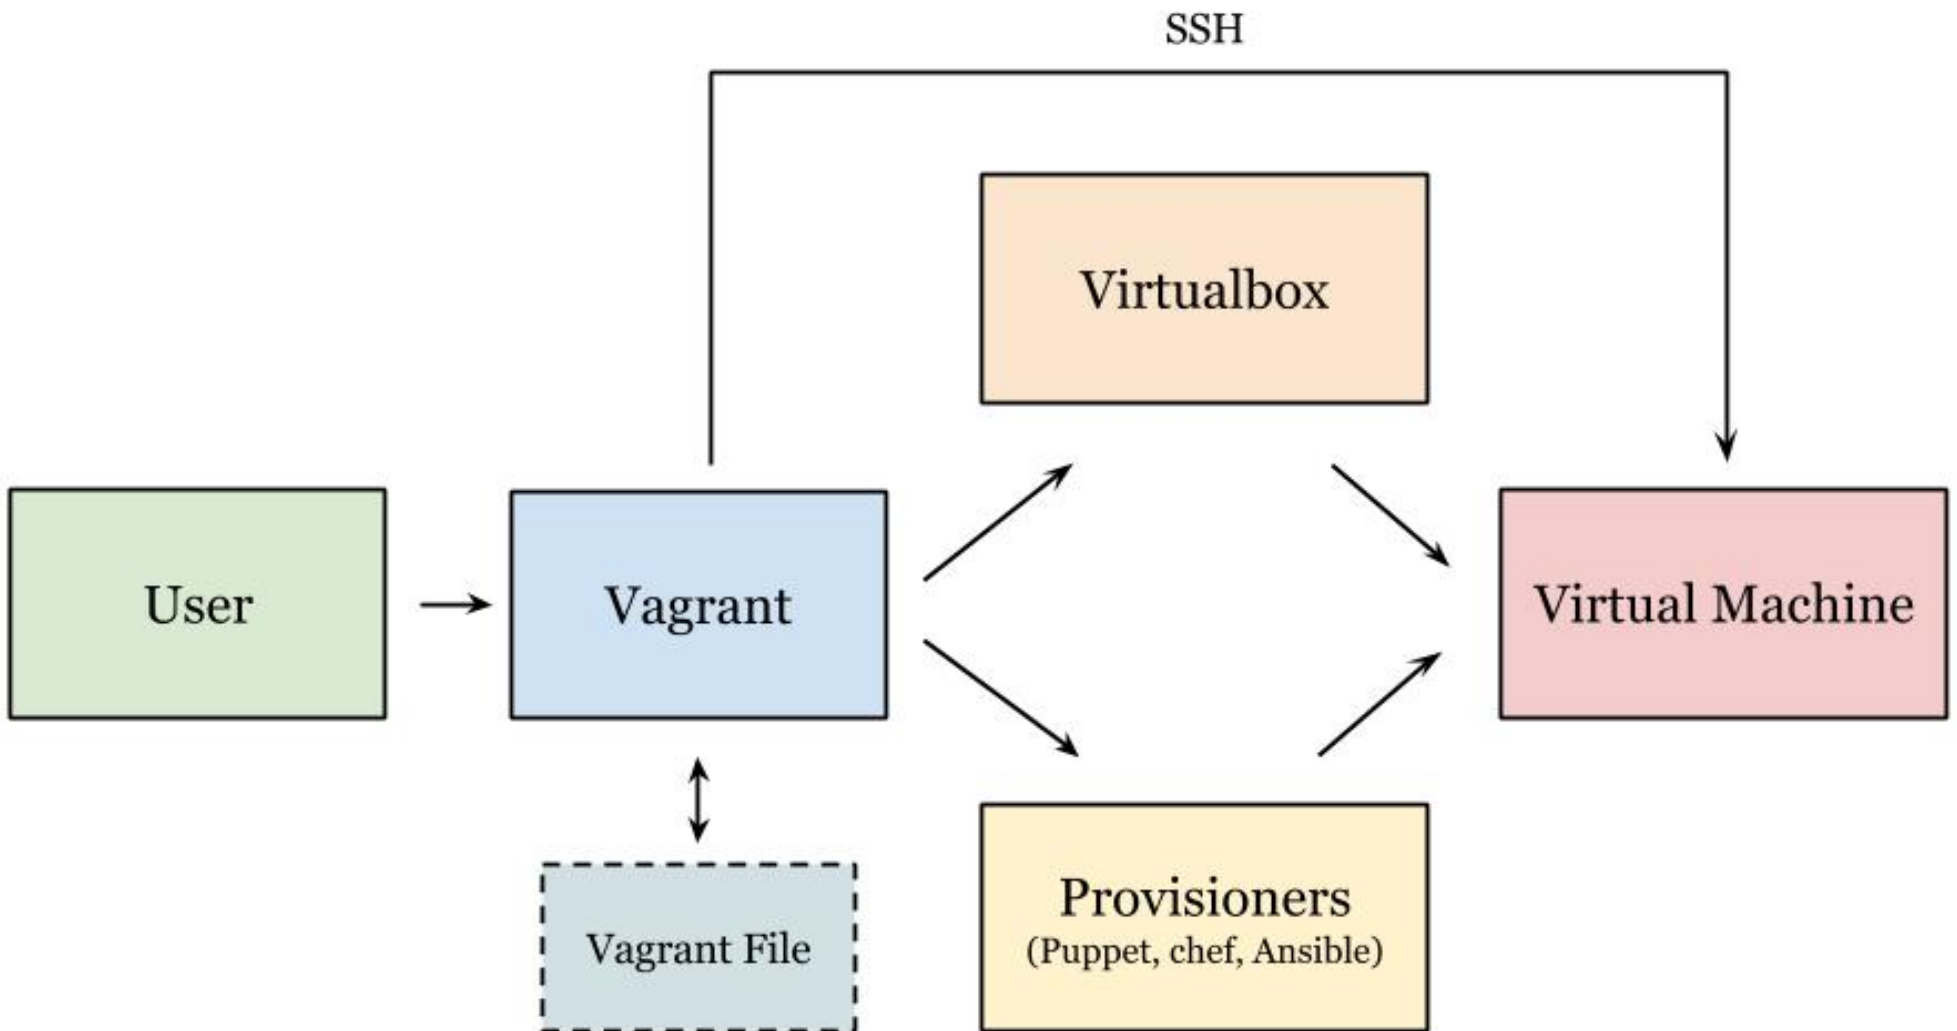 SSH
Virtualbox
User
Vagrant
Virtual Machine
Vagrant File
Provisioners
(Puppet, chef, Ansible)